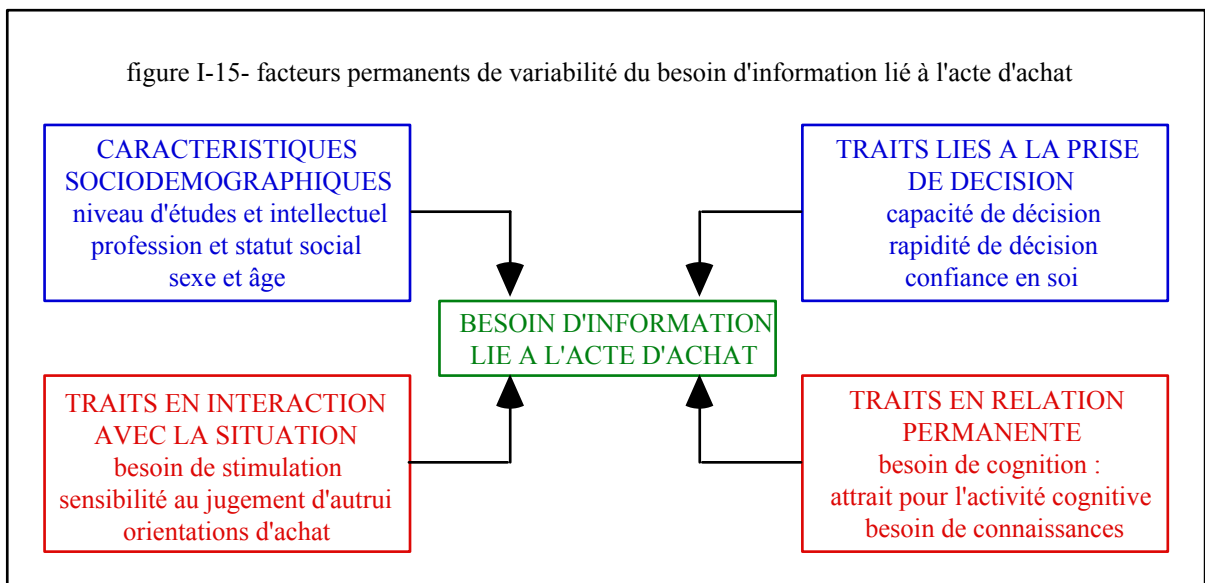 figure I-15- facteurs permanents de variabilité du besoin d'information lié à l'acte d'achat
CARACTERISTIQUES
SOCIODEMOGRAPHIQUES
niveau d'études et intellectuel
profession et statut social
sexe et âge
TRAITS LIES A LA PRISE
DE DECISION
capacité de décision
rapidité de décision
confiance en soi
BESOIN D'INFORMATION
LIE A L'ACTE D'ACHAT
TRAITS EN INTERACTION
AVEC LA SITUATION
besoin de stimulation
sensibilité au jugement d'autrui
orientations d'achat
TRAITS EN RELATION
PERMANENTE
besoin de cognition :
attrait pour l'activité cognitive
besoin de connaissances